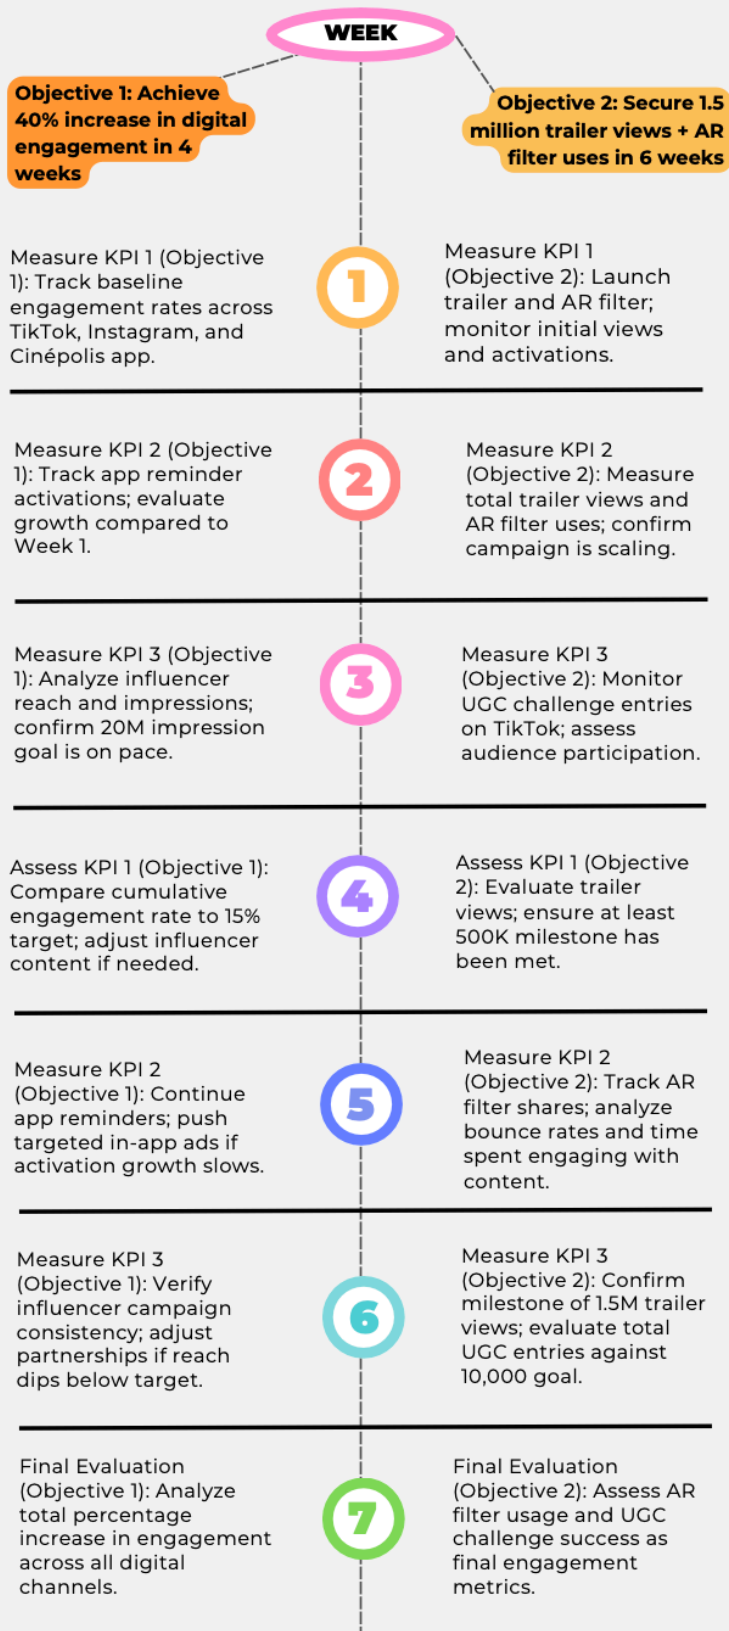 WEEK
Objective 1: Achieve
40% increase in digital
engagement in 4
weeks
Objective 2: Secure 1.5
million trailer views + AR
filter uses in 6 weeks
Measure KPI 1 (Objective
1): Track baseline
engagement rates across
TikTok, Instagram, and
Cinépolis app.
1
Measure KPI 1
(Objective 2): Launch
trailer and AR filter;
monitor initial views
and activations.
Measure KPI 2 (Objective
1): Track app reminder
activations; evaluate
growth compared to
Week 1.
2
Measure KPI 2
(Objective 2): Measure
total trailer views and
AR filter uses; confirm
campaign is scaling.
Measure KPI 3 (Objective
1): Analyze influencer
reach and impressions;
confirm 20M impression
goal is on pace.
3
Measure KPI 3
(Objective 2): Monitor
UGC challenge entries
on TikTok; assess
audience participation.
Assess KPI 1 (Objective 1):
Compare cumulative
engagement rate to 15%
target; adjust influencer
content if needed.
4
Assess KPI 1 (Objective
2): Evaluate trailer
views; ensure at least
500K milestone has
been met.
Measure KPI 2
(Objective 1): Continue
app reminders; push
targeted in-app ads if
activation growth slows.
5
Measure KPI 2
(Objective 2): Track AR
filter shares; analyze
bounce rates and time
spent engaging with
content.
Measure KPI 3
(Objective 1): Verify
influencer campaign
consistency; adjust
partnerships if reach
dips below target.
6
Measure KPI 3
(Objective 2): Confirm
milestone of 1.5M trailer
views; evaluate total
UGC entries against
10,000 goal.
Final Evaluation
(Objective 1): Analyze
total percentage
increase in engagement
across all digital
channels.
7
Final Evaluation
(Objective 2): Assess AR
filter usage and UGC
challenge success as
final engagement
metrics.